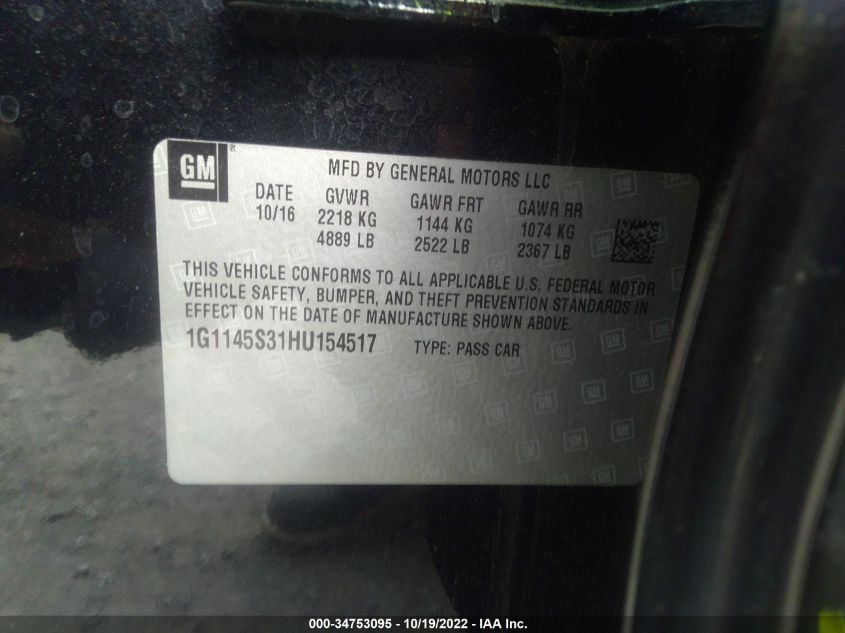 GM
MFD BY GENERAL MOTORS LLC
DATE GVWR GAWR FRT GAWR RR
10/16 2218 KG 1144 KG 1074 KG
4889 LB 2522 LB 2367 LB
THIS VEHICLE CONFORMS TO ALL APPLICABLE U.S. FEDERAL MOTOR
VEHICLE SAFETY, BUMPER, AND THEFT PREVENTION STANDARDS IN
EFFECT ON THE DATE OF MANUFACTURE SHOWN ABOVE.
1G1145S31HU154517 TYPE: PASS CAR
000-34753095 - 10/19/2022 - IAA Inc.